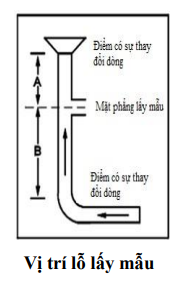 Điểm có sự thay
đổi dòng
A
Mặt phẳng lấy mẫu
B
Điểm có sự thay
đổi dòng
Vị trí lỗ lấy mẫu